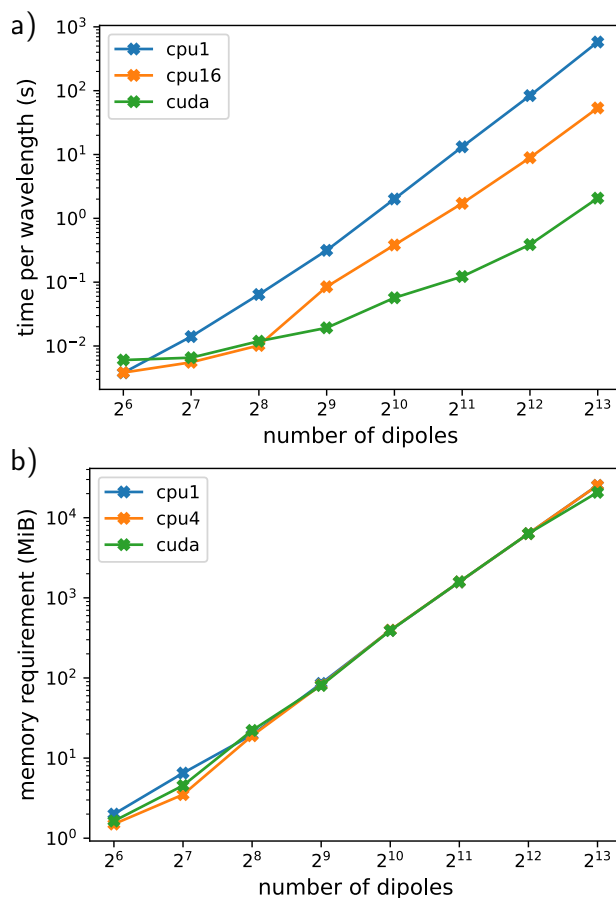 a)
10³
10²
10¹
10⁰
10⁻¹
10⁻²
time per wavelength (s)
cpu1
cpu16
cuda
2⁶ 2⁷ 2⁸ 2⁹ 2¹⁰ 2¹¹ 2¹² 2¹³
number of dipoles
b)
10⁴
10³
10²
10¹
10⁰
memory requirement (MiB)
cpu1
cpu4
cuda
2⁶ 2⁷ 2⁸ 2⁹ 2¹⁰ 2¹¹ 2¹² 2¹³
number of dipoles